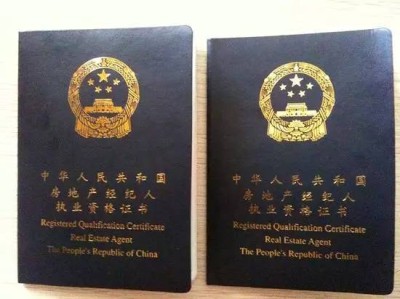 中华人民共和国
房地产经纪人
执业资格证书
Registered Qualification Certificate
Real Estate Agent
The People's Republic of China
中华人民共和国
房地产经纪人
执业资格证书
Registered Qualification Certificate
Real Estate Agent
The People's Republic of China